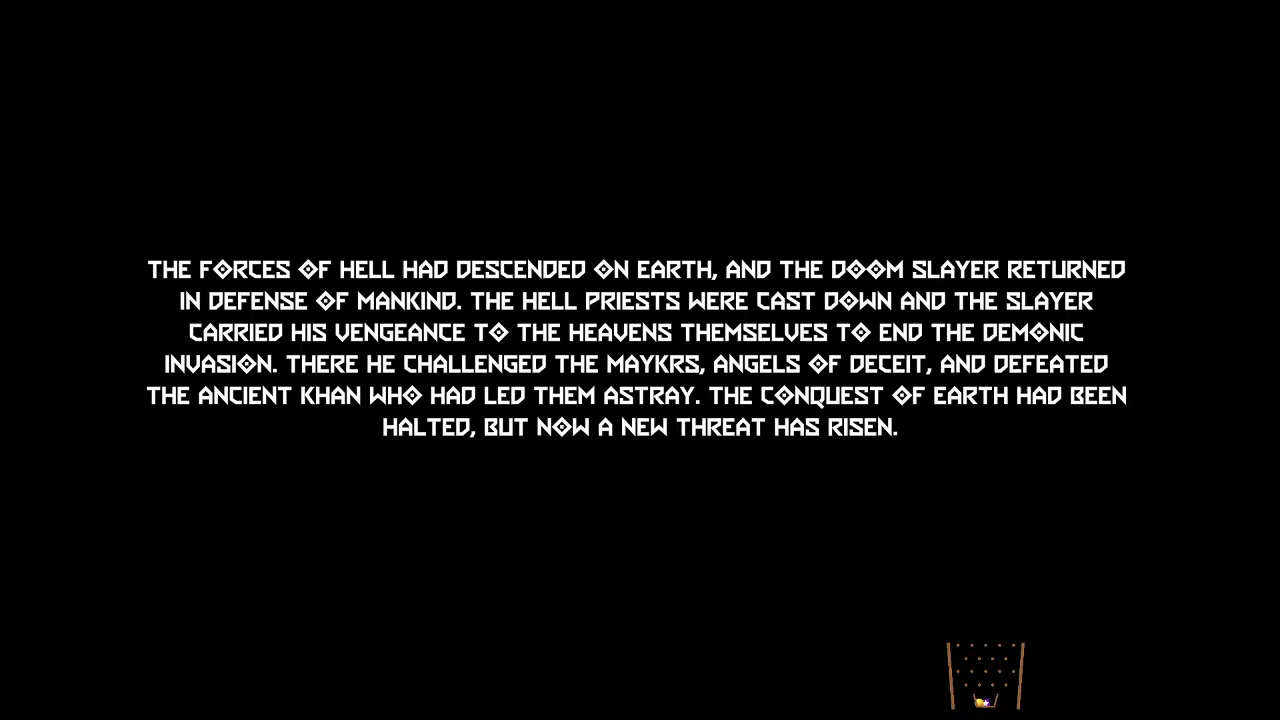 THE FORCES OF HELL HAD DESCENDED ON EARTH, AND THE DOOM SLAYER RETURNED
IN DEFENSE OF MANKIND. THE HELL PRIESTS WERE CAST DOWN AND THE SLAYER
CARRIED HIS VENGEANCE TO THE HEAVENS THEMSELVES TO END THE DEMONIC
INVASION. THERE HE CHALLENGED THE MAYKRS, ANGELS OF DECEIT, AND DEFEATED
THE ANCIENT KHAN WHO HAD LED THEM ASTRAY. THE CONQUEST OF EARTH HAD BEEN
HALTED, BUT NOW A NEW THREAT HAS RISEN.